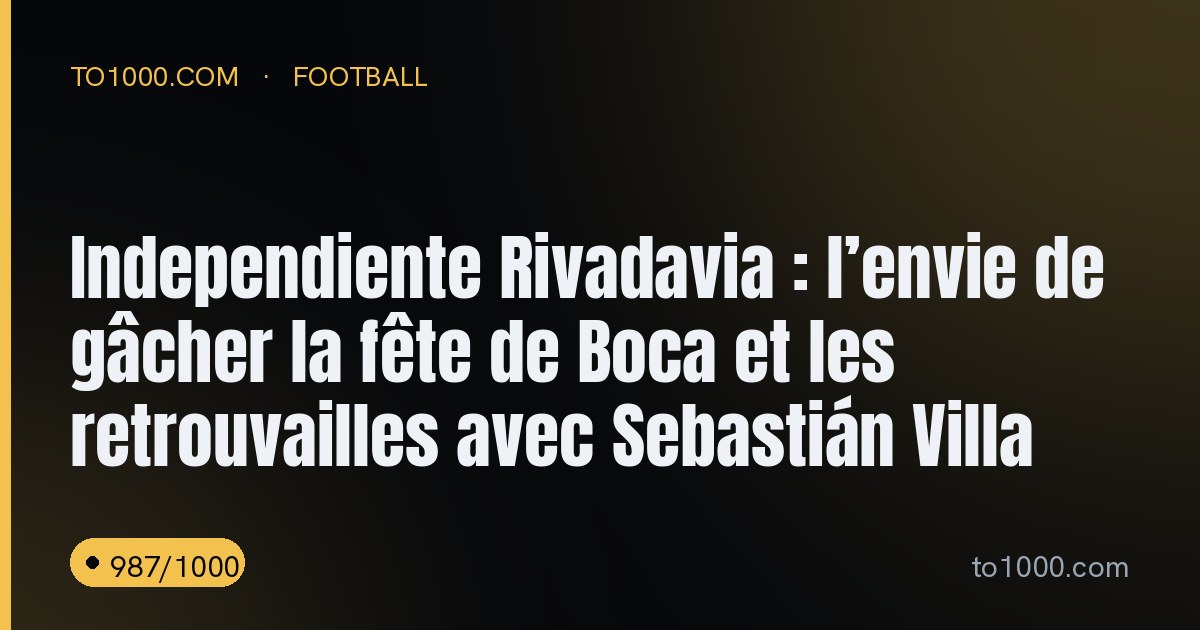 TO1000.COM · FOOTBALL
Independiente Rivadavia : l’envie de
gâcher la fête de Boca et les
retrouvailles avec Sebastián Villa
987/1000
to1000.com